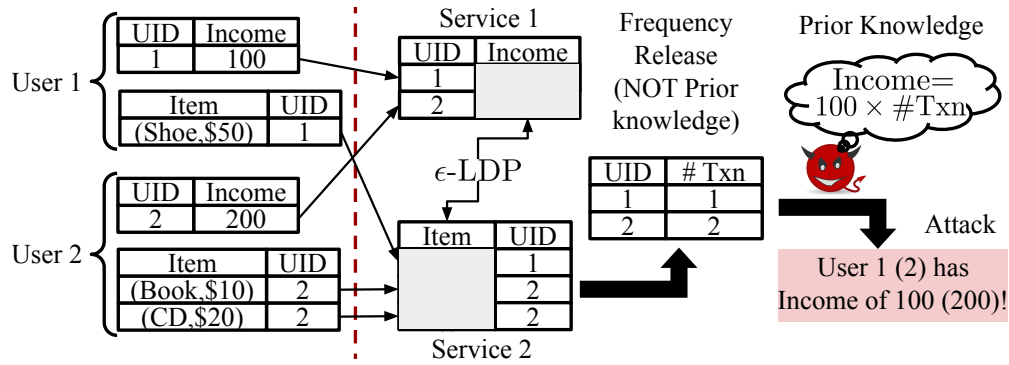 User 1
UID Income
1 100
Item UID
(Shoe,$50) 1
User 2
UID Income
2 200
Item UID
(Book,$10) 2
(CD,$20) 2
Service 1
UID Income
1
2
ϵ-LDP
Item UID
1
2
2
Service 2
Frequency
Release
(NOT Prior
knowledge)
UID # Txn
1 1
2 2
Prior Knowledge
Income=
100 × #Txn
Attack
User 1 (2) has
Income of 100 (200)!